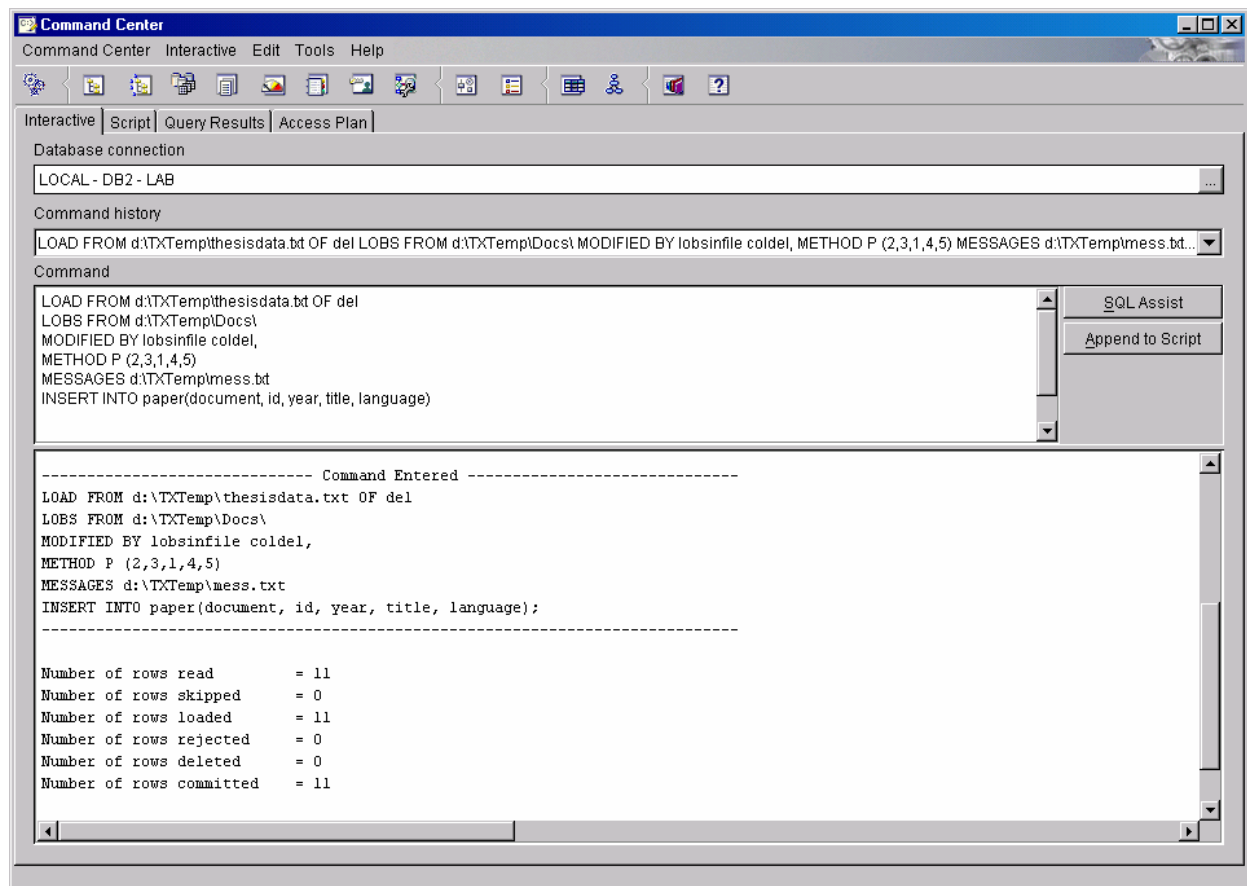 Command Center
Command Center Interactive Edit Tools Help
Interactive Script Query Results Access Plan
Database connection
LOCAL - DB2 - LAB ...
Command history
LOAD FROM d:\TXTemp\thesisdata.txt OF del LOBS FROM d:\TXTemp\Docs\ MODIFIED BY lobsinfile coldel, METHOD P (2,3,1,4,5) MESSAGES d:\TXTemp\mess.txt...
Command
LOAD FROM d:\TXTemp\thesisdata.txt OF del
LOBS FROM d:\TXTemp\Docs\
MODIFIED BY lobsinfile coldel,
METHOD P (2,3,1,4,5)
MESSAGES d:\TXTemp\mess.txt
INSERT INTO paper(document, id, year, title, language)
SQL Assist
Append to Script
------------------------------ Command Entered ------------------------------
LOAD FROM d:\TXTemp\thesisdata.txt OF del
LOBS FROM d:\TXTemp\Docs\
MODIFIED BY lobsinfile coldel,
METHOD P (2,3,1,4,5)
MESSAGES d:\TXTemp\mess.txt
INSERT INTO paper(document, id, year, title, language);
-----------------------------------------------------------------------------
Number of rows read = 11
Number of rows skipped = 0
Number of rows loaded = 11
Number of rows rejected = 0
Number of rows deleted = 0
Number of rows committed = 11